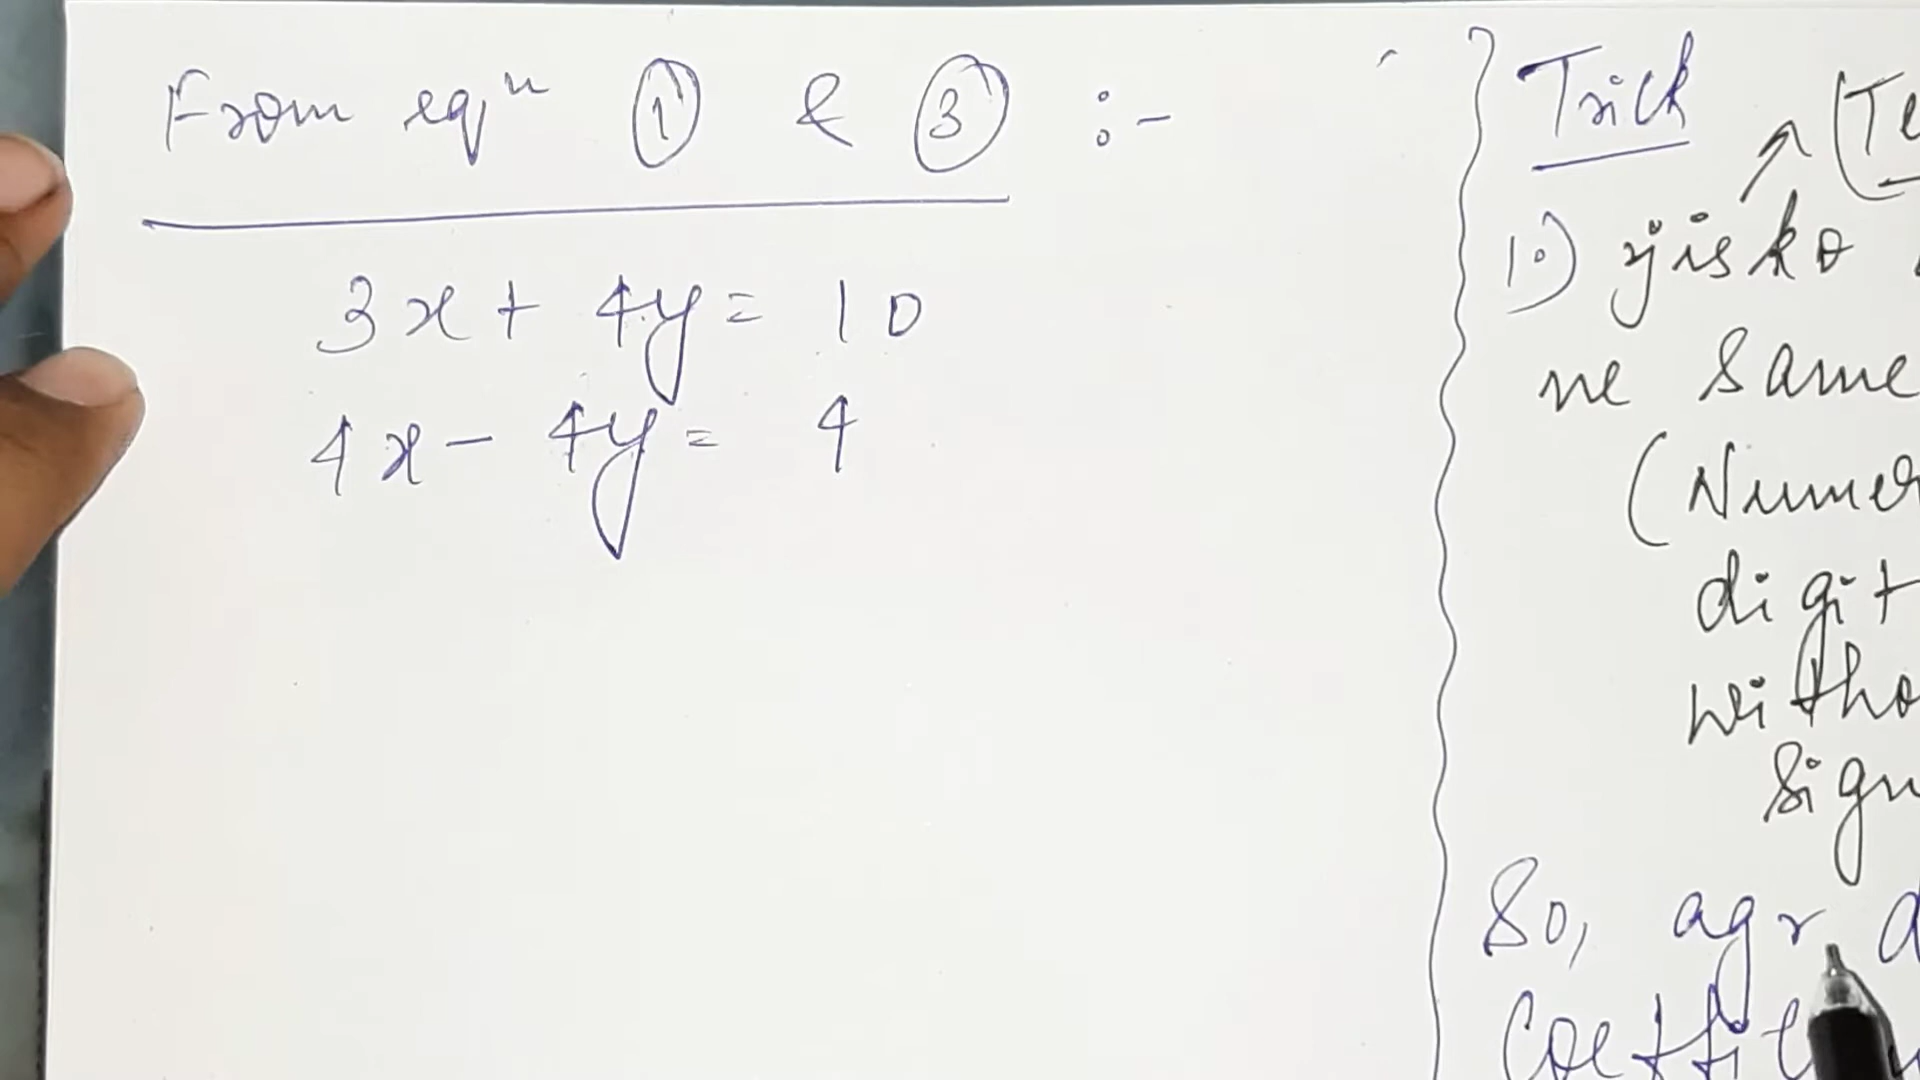 From eqn ① & ③ :-
3x + 4y = 10
4x - 4y = 4
Trick
1.) jisko
ne same
(Numer
digit
witho
sign
So, agr
Coeffic